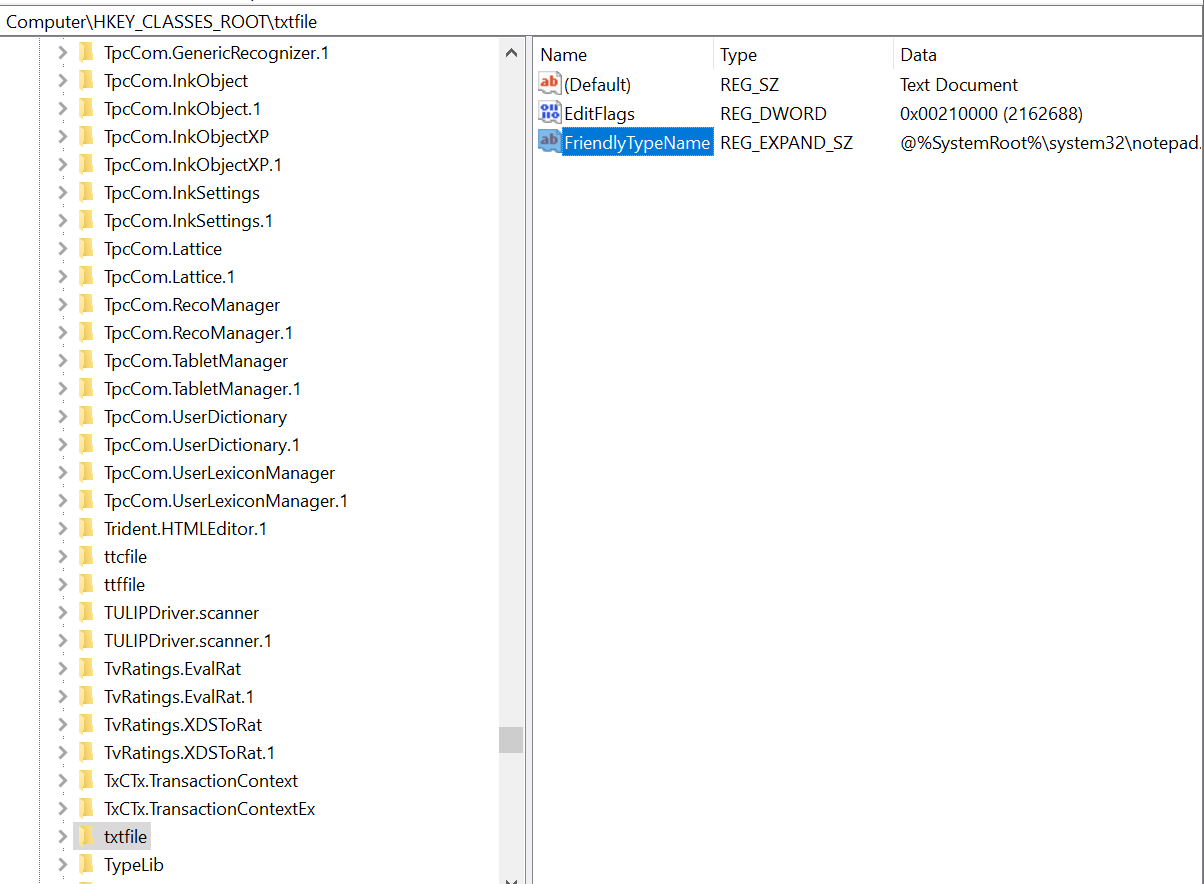 Computer\HKEY_CLASSES_ROOT\txtfile
TpcCom.GenericRecognizer.1
TpcCom.InkObject
TpcCom.InkObject.1
TpcCom.InkObjectXP
TpcCom.InkObjectXP.1
TpcCom.InkSettings
TpcCom.InkSettings.1
TpcCom.Lattice
TpcCom.Lattice.1
TpcCom.RecoManager
TpcCom.RecoManager.1
TpcCom.TabletManager
TpcCom.TabletManager.1
TpcCom.UserDictionary
TpcCom.UserDictionary.1
TpcCom.UserLexiconManager
TpcCom.UserLexiconManager.1
Trident.HTMLEditor.1
ttcfile
ttffile
TULIPDriver.scanner
TULIPDriver.scanner.1
TvRatings.EvalRat
TvRatings.EvalRat.1
TvRatings.XDSToRat
TvRatings.XDSToRat.1
TxCTx.TransactionContext
TxCTx.TransactionContextEx
txtfile
TypeLib
Name Type Data
(Default) REG_SZ Text Document
EditFlags REG_DWORD 0x00210000 (2162688)
FriendlyTypeName REG_EXPAND_SZ @%SystemRoot%\system32\notepad.